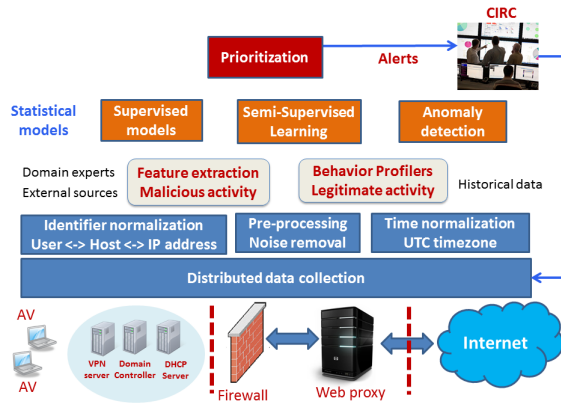 CIRC
Prioritization
Alerts
Statistical
models
Supervised
models
Semi-Supervised
Learning
Anomaly
detection
Domain experts
External sources
Feature extraction
Malicious activity
Behavior Profilers
Legitimate activity
Historical data
Identifier normalization
User <-> Host <-> IP address
Pre-processing
Noise removal
Time normalization
UTC timezone
Distributed data collection
AV
AV
VPN
server
Domain
Controller
DHCP
Server
Firewall
Web proxy
Internet